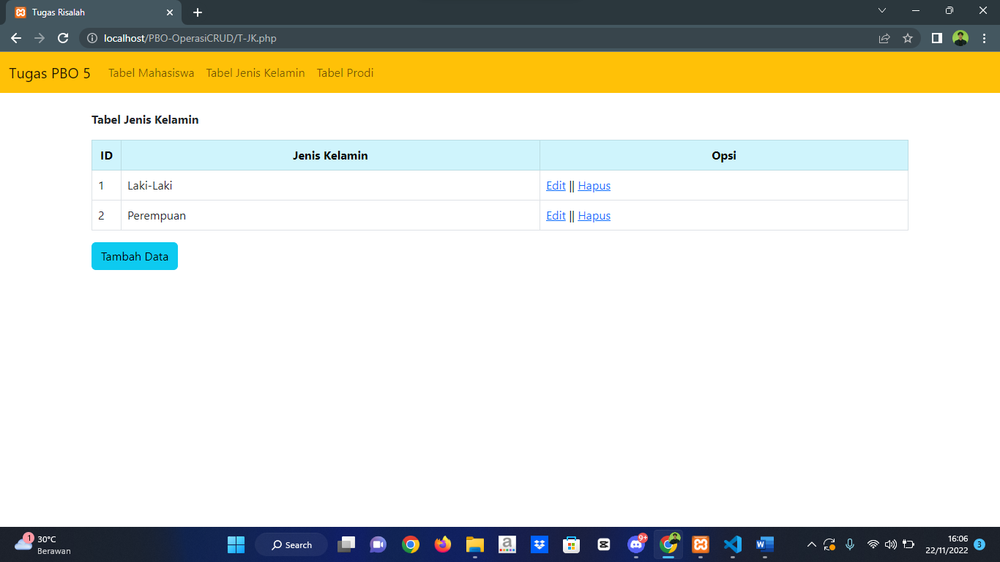 Tugas Risalah
localhost/PBO-OperasiCRUD/T-JK.php
Tugas PBO 5 Tabel Mahasiswa Tabel Jenis Kelamin Tabel Prodi
Tabel Jenis Kelamin
ID Jenis Kelamin Opsi
1 Laki-Laki Edit || Hapus
2 Perempuan Edit || Hapus
Tambah Data
1 30°C
Berawan
Search
a
9+
16:06
22/11/2022
3